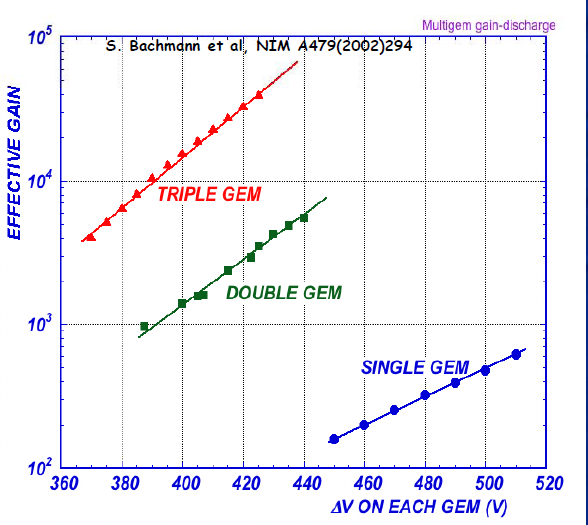 Multigem gain-discharge
S. Bachmann et al, NIM A479(2002)294
10^5
10^4
10^3
10^2
EFFECTIVE GAIN
TRIPLE GEM
DOUBLE GEM
SINGLE GEM
360 380 400 420 440 460 480 500 520
ΔV ON EACH GEM (V)